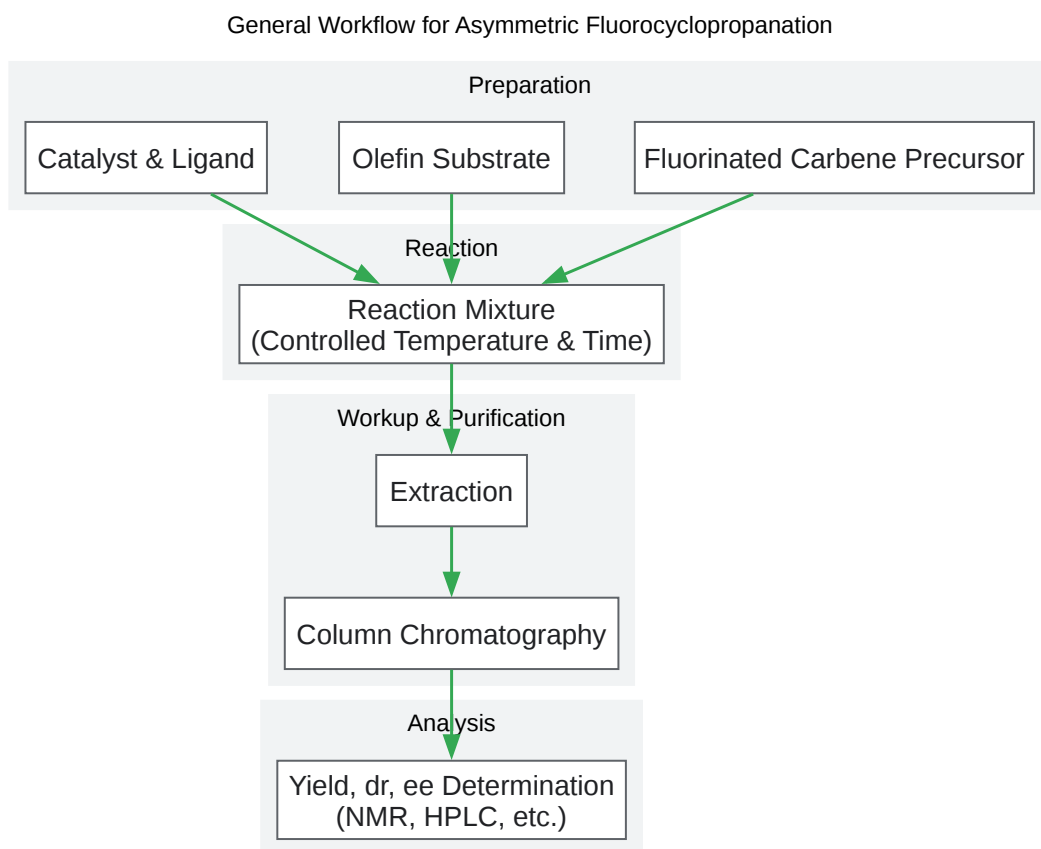 General Workflow for Asymmetric Fluorocyclopropanation
Preparation
Catalyst & Ligand
Olefin Substrate
Fluorinated Carbene Precursor
Reaction
Reaction Mixture
(Controlled Temperature & Time)
Workup & Purification
Extraction
Column Chromatography
Analysis
Yield, dr, ee Determination
(NMR, HPLC, etc.)